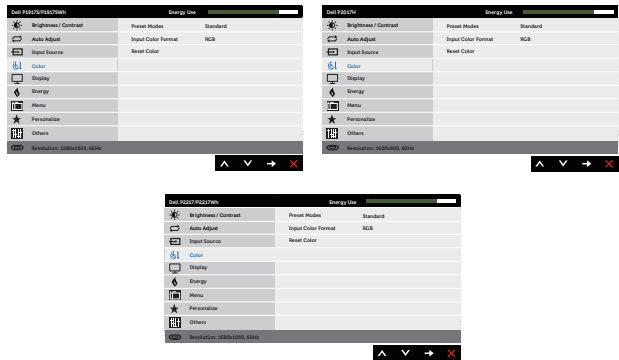 Dell P1917S/P1917SWh Energy Use
Brightness / Contrast Preset Modes Standard
Auto Adjust Input Color Format RGB
Input Source Reset Color
Color
Display
Energy
Menu
Personalize
Others
Resolution: 1280x1024, 60Hz
Dell P2017H Energy Use
Brightness / Contrast Preset Modes Standard
Auto Adjust Input Color Format RGB
Input Source Reset Color
Color
Display
Energy
Menu
Personalize
Others
Resolution: 1600x900, 60Hz
Dell P2217/P2217Wh Energy Use
Brightness / Contrast Preset Modes Standard
Auto Adjust Input Color Format RGB
Input Source Reset Color
Color
Display
Energy
Menu
Personalize
Others
Resolution: 1680x1050, 60Hz